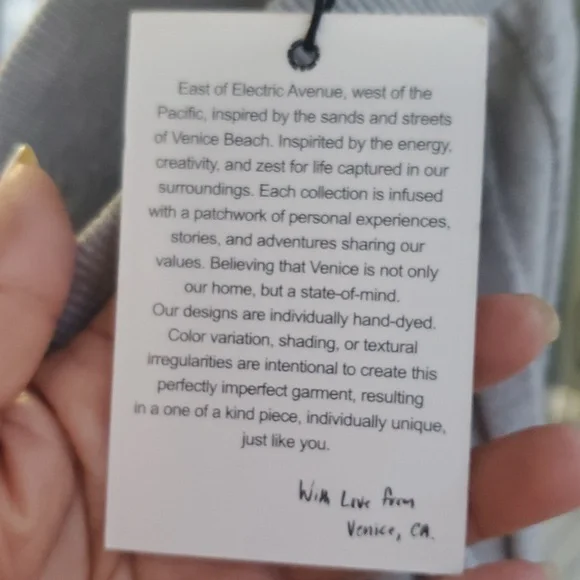 East of Electric Avenue, west of the
Pacific, inspired by the sands and streets
of Venice Beach. Inspirited by the energy,
creativity, and zest for life captured in our
surroundings. Each collection is infused
with a patchwork of personal experiences,
stories, and adventures sharing our
values. Believing that Venice is not only
our home, but a state-of-mind.
Our designs are individually hand-dyed.
Color variation, shading, or textural
irregularities are intentional to create this
perfectly imperfect garment, resulting
in a one of a kind piece, individually unique,
just like you.
With Love from
Venice, CA.